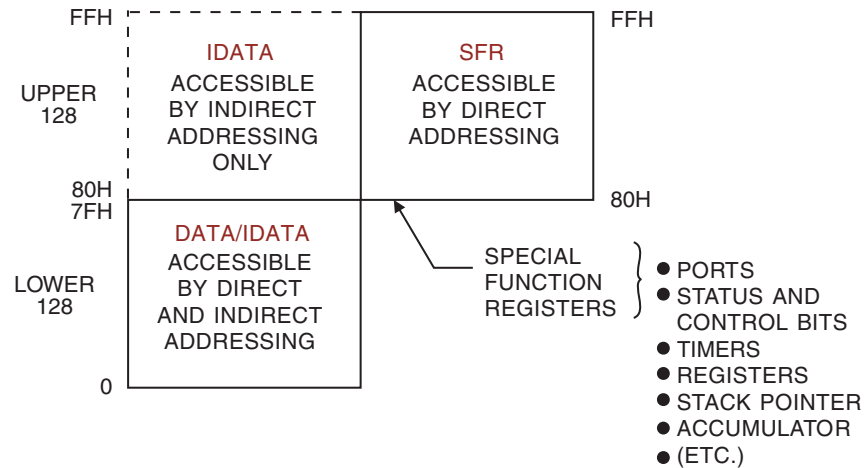 FFH
UPPER
128
80H
7FH
LOWER
128
0
IDATA
ACCESSIBLE
BY INDIRECT
ADDRESSING
ONLY
SFR
ACCESSIBLE
BY DIRECT
ADDRESSING
FFH
80H
DATA/IDATA
ACCESSIBLE
BY DIRECT
AND INDIRECT
ADDRESSING
SPECIAL
FUNCTION
REGISTERS
● PORTS
● STATUS AND
CONTROL BITS
● TIMERS
● REGISTERS
● STACK POINTER
● ACCUMULATOR
● (ETC.)